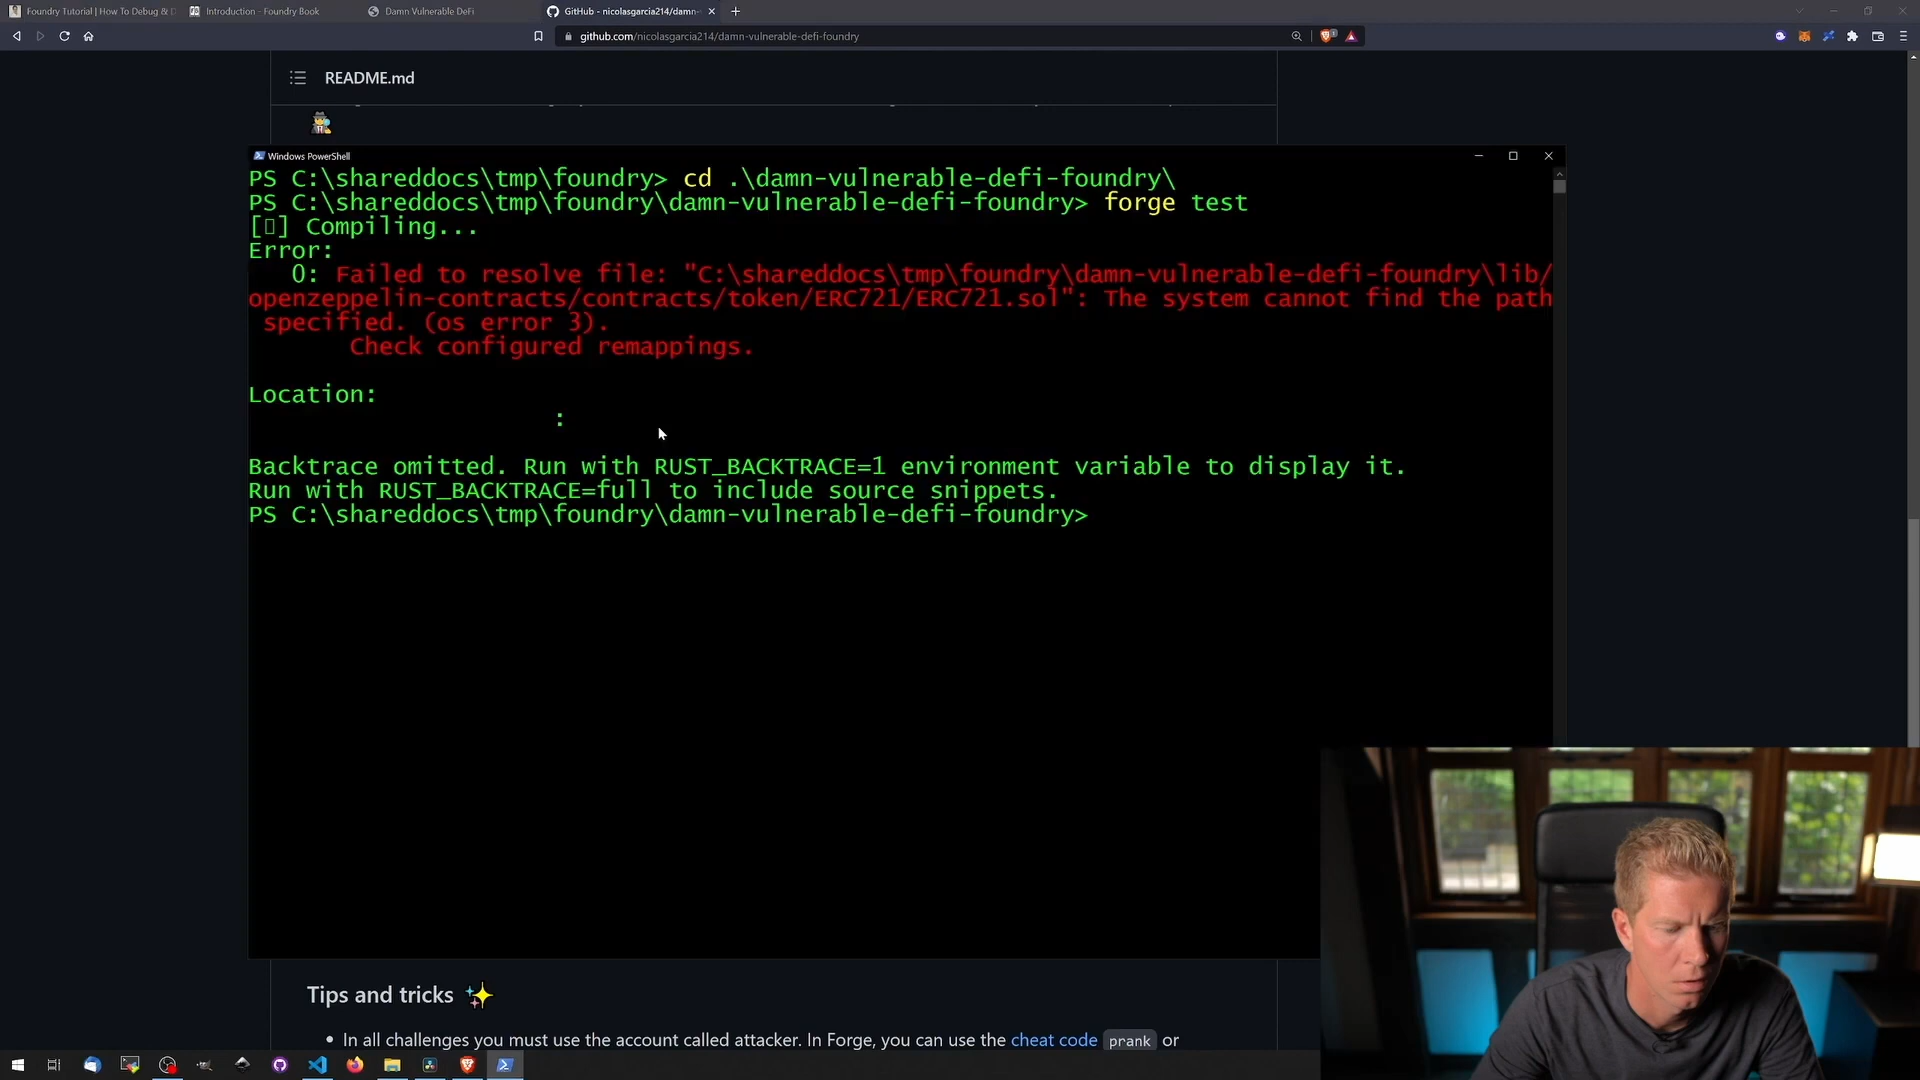 Foundry Tutorial | How To Debug & D
Introduction - Foundry Book
Damn Vulnerable DeFi
GitHub - nicolasgarcia214/damn-
github.com/nicolasgarcia214/damn-vulnerable-defi-foundry
README.md
Windows PowerShell
PS C:\shareddocs\tmp\foundry> cd .\damn-vulnerable-defi-foundry\
PS C:\shareddocs\tmp\foundry\damn-vulnerable-defi-foundry> forge test
[▯] Compiling...
Error:
0: Failed to resolve file: "C:\shareddocs\tmp\foundry\damn-vulnerable-defi-foundry\lib/
openzeppelin-contracts/contracts/token/ERC721/ERC721.sol": The system cannot find the path
specified. (os error 3).
Check configured remappings.
Location:
:
Backtrace omitted. Run with RUST_BACKTRACE=1 environment variable to display it.
Run with RUST_BACKTRACE=full to include source snippets.
PS C:\shareddocs\tmp\foundry\damn-vulnerable-defi-foundry>
Tips and tricks ✨
• In all challenges you must use the account called attacker. In Forge, you can use the cheat code prank or